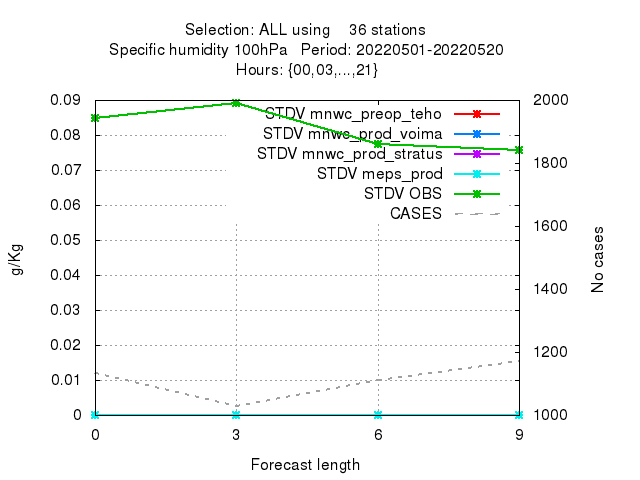 Selection: ALL using 36 stations
Specific humidity 100hPa Period: 20220501-20220520
Hours: {00,03,...,21}
0.09 2000
STDV mnwc_preop_teho
0.08 STDV mnwc_prod_voima
STDV mnwc_prod_stratus 1800
0.07 STDV meps_prod
0.06 STDV OBS
CASES
1600
0.05
g/Kg
No cases
0.04 1400
0.03
0.02 1200
0.01
0 1000
0 3 6 9
Forecast length